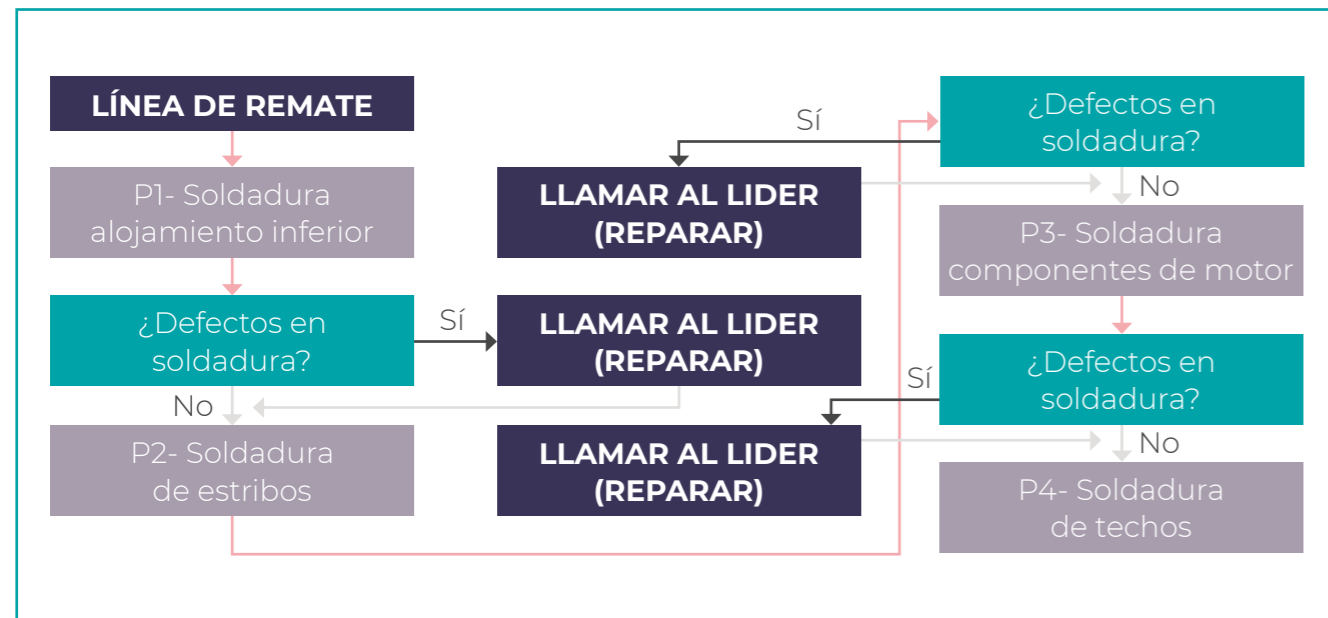 LÍNEA DE REMATE
P1- Soldadura
alojamiento inferior
¿Defectos en
soldadura?
Sí
No
P2- Soldadura
de estribos
LLAMAR AL LIDER
(REPARAR)
LLAMAR AL LIDER
(REPARAR)
LLAMAR AL LIDER
(REPARAR)
Sí
¿Defectos en
soldadura?
No
P3- Soldadura
componentes de motor
¿Defectos en
soldadura?
Sí
No
P4- Soldadura
de techos